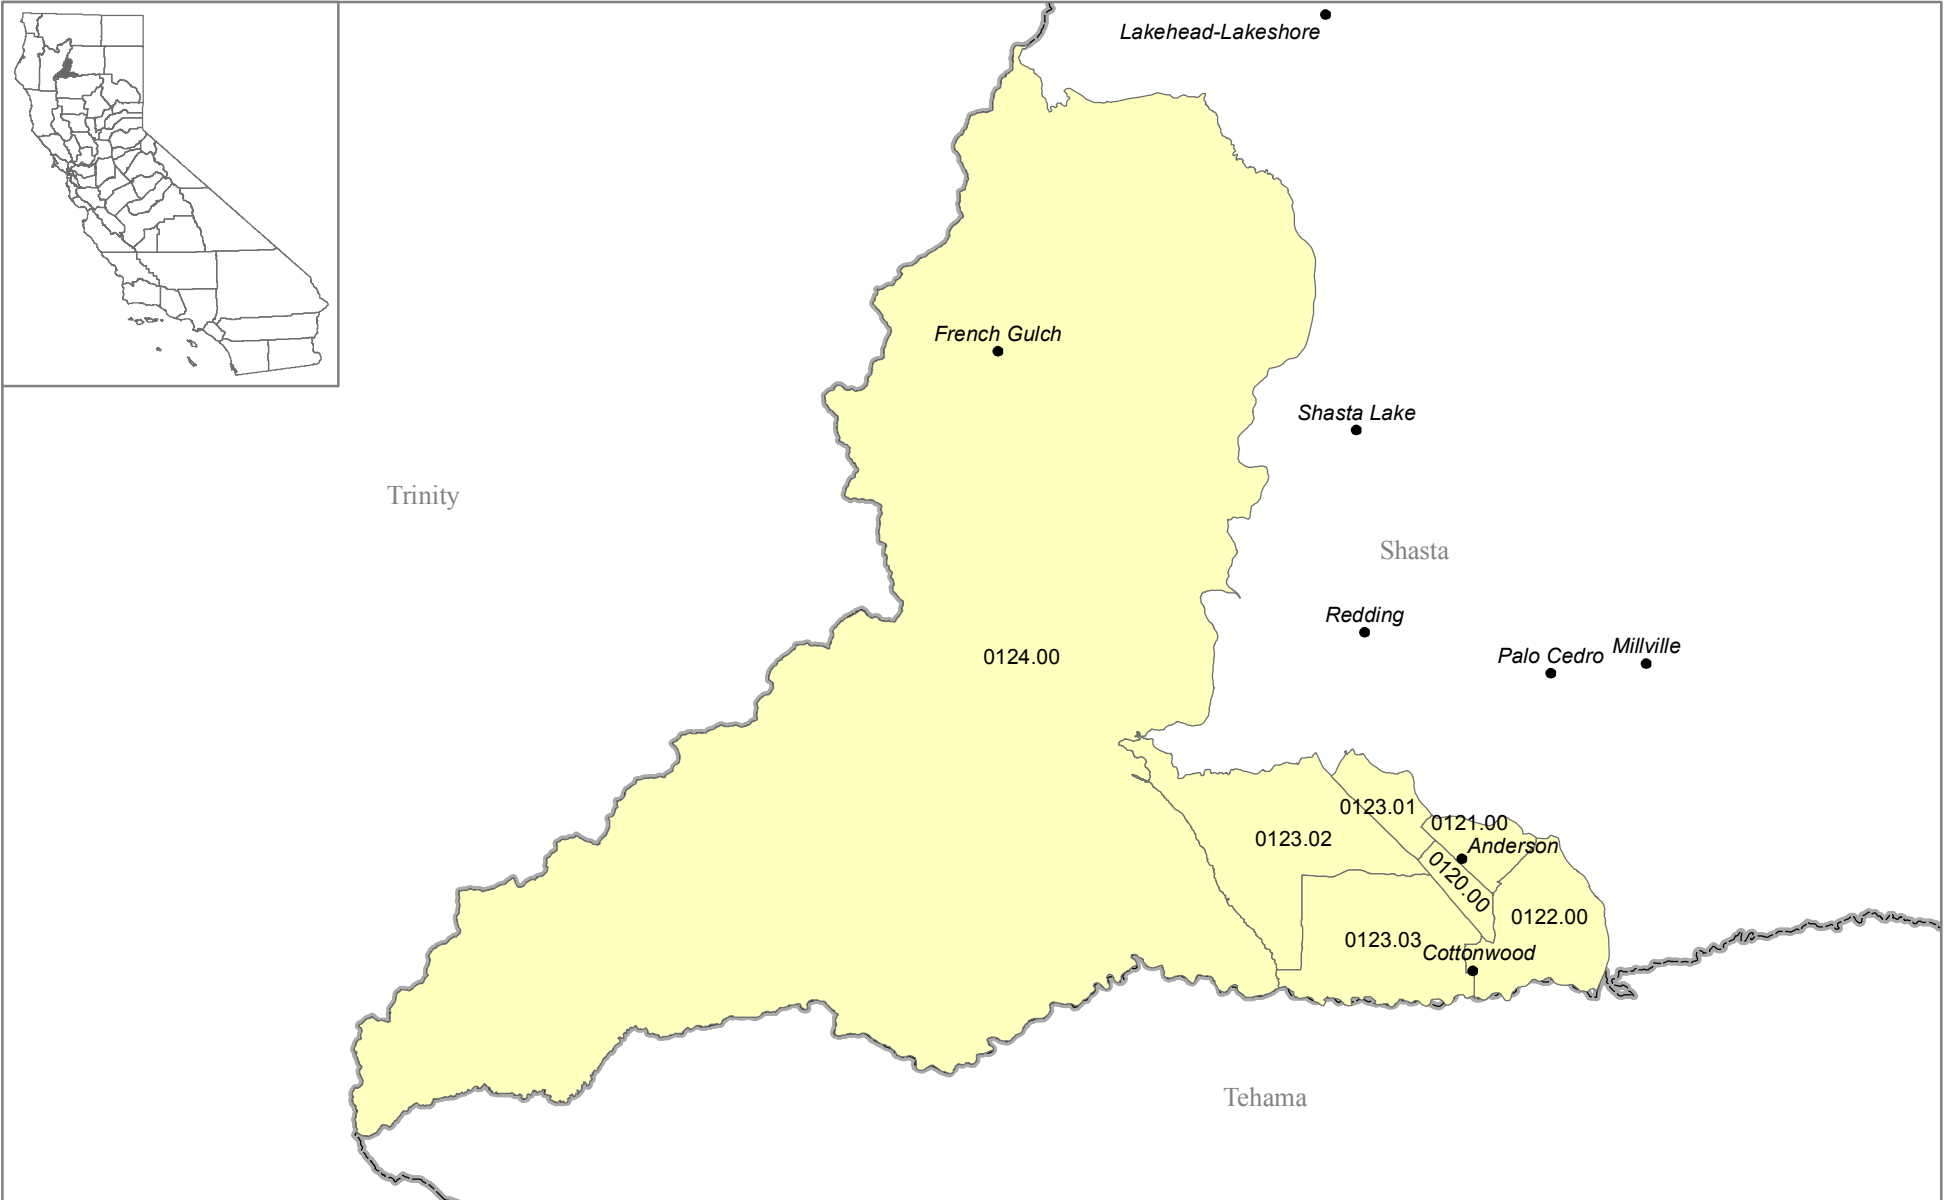 Lakehead-Lakeshore
French Gulch
Shasta Lake
Trinity
Shasta
Redding
Millville
Palo Cedro
0124.00
0123.01
0121.00
0123.02
Anderson
0120.00
0122.00
0123.03
Cottonwood
Tehama